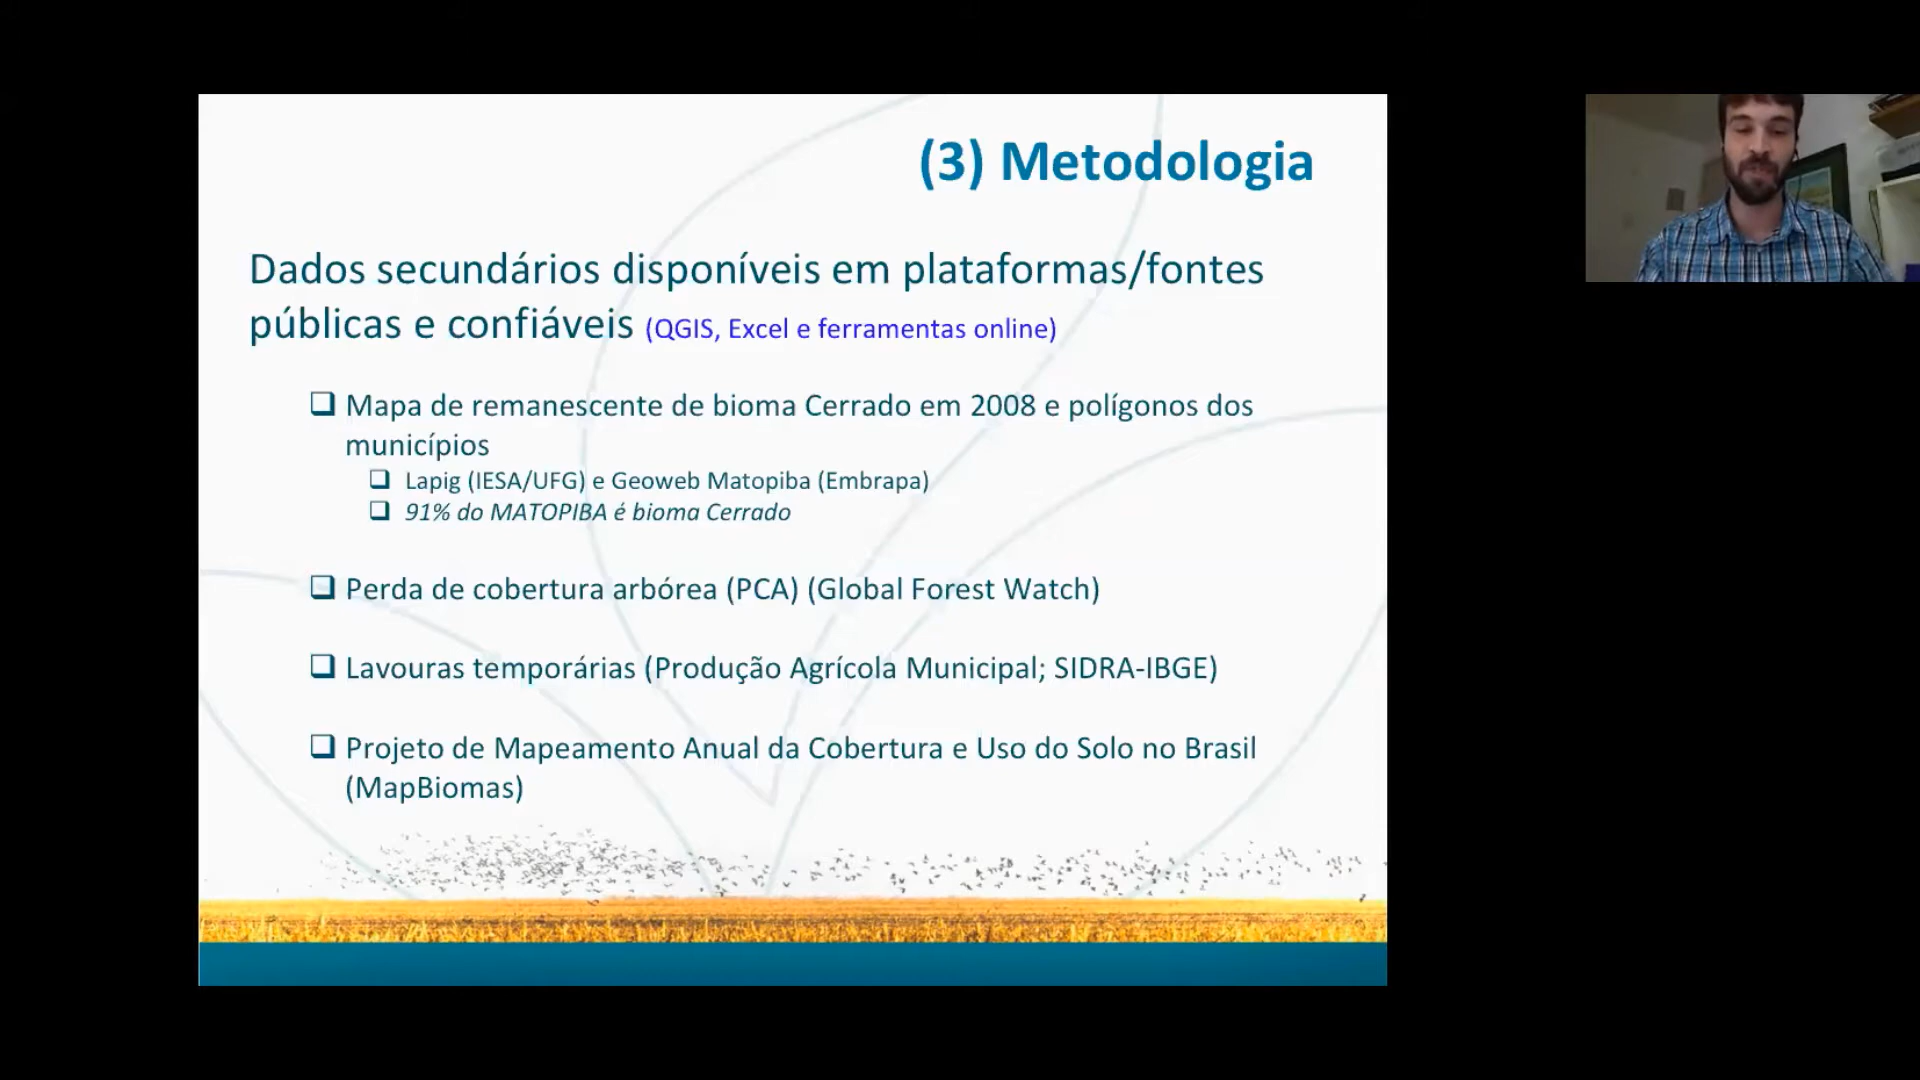 (3) Metodologia
Dados secundários disponíveis em plataformas/fontes
públicas e confiáveis (QGIS, Excel e ferramentas online)
Mapa de remanescente de bioma Cerrado em 2008 e polígonos dos
municípios
Lapig (IESA/UFG) e Geoweb Matopiba (Embrapa)
91% do MATOPIBA é bioma Cerrado
Perda de cobertura arbórea (PCA) (Global Forest Watch)
Lavouras temporárias (Produção Agrícola Municipal; SIDRA-IBGE)
Projeto de Mapeamento Anual da Cobertura e Uso do Solo no Brasil
(MapBiomas)